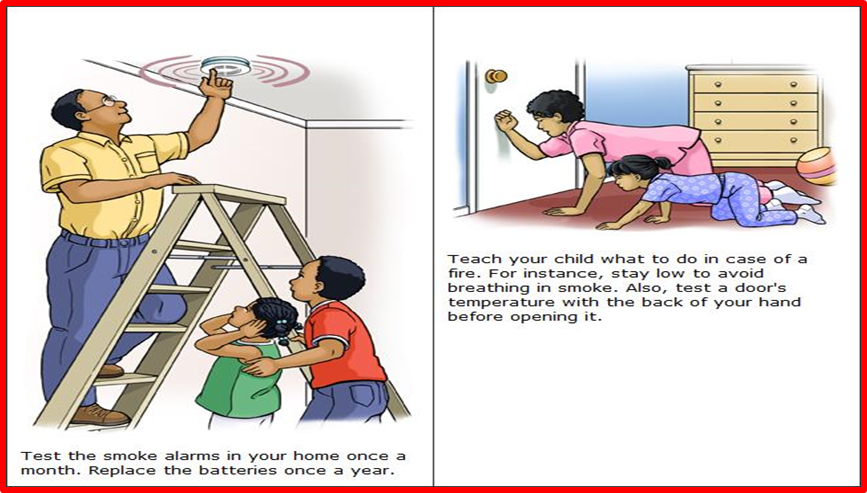 Test the smoke alarms in your home once a
month. Replace the batteries once a year.
Teach your child what to do in case of a
fire. For instance, stay low to avoid
breathing in smoke. Also, test a door's
temperature with the back of your hand
before opening it.